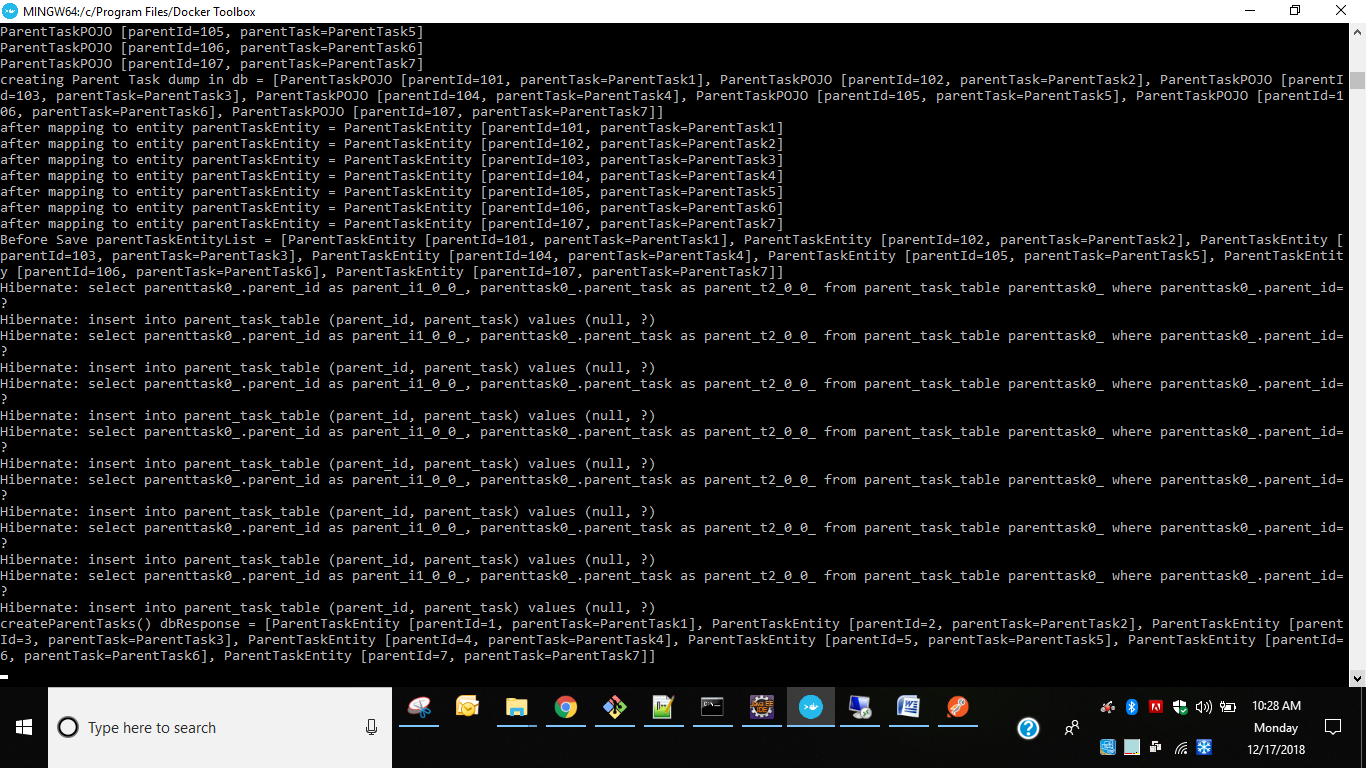 MINGW64:/c/Program Files/Docker Toolbox
ParentTaskPOJO [parentId=105, parentTask=ParentTask5]
ParentTaskPOJO [parentId=106, parentTask=ParentTask6]
ParentTaskPOJO [parentId=107, parentTask=ParentTask7]
creating Parent Task dump in db = [ParentTaskPOJO [parentId=101, parentTask=ParentTask1], ParentTaskPOJO [parentId=102, parentTask=ParentTask2], ParentTaskPOJO [parentI
d=103, parentTask=ParentTask3], ParentTaskPOJO [parentId=104, parentTask=ParentTask4], ParentTaskPOJO [parentId=105, parentTask=ParentTask5], ParentTaskPOJO [parentId=1
06, parentTask=ParentTask6], ParentTaskPOJO [parentId=107, parentTask=ParentTask7]]
after mapping to entity parentTaskEntity = ParentTaskEntity [parentId=101, parentTask=ParentTask1]
after mapping to entity parentTaskEntity = ParentTaskEntity [parentId=102, parentTask=ParentTask2]
after mapping to entity parentTaskEntity = ParentTaskEntity [parentId=103, parentTask=ParentTask3]
after mapping to entity parentTaskEntity = ParentTaskEntity [parentId=104, parentTask=ParentTask4]
after mapping to entity parentTaskEntity = ParentTaskEntity [parentId=105, parentTask=ParentTask5]
after mapping to entity parentTaskEntity = ParentTaskEntity [parentId=106, parentTask=ParentTask6]
after mapping to entity parentTaskEntity = ParentTaskEntity [parentId=107, parentTask=ParentTask7]
Before Save parentTaskEntityList = [ParentTaskEntity [parentId=101, parentTask=ParentTask1], ParentTaskEntity [parentId=102, parentTask=ParentTask2], ParentTaskEntity [
parentId=103, parentTask=ParentTask3], ParentTaskEntity [parentId=104, parentTask=ParentTask4], ParentTaskEntity [parentId=105, parentTask=ParentTask5], ParentTaskEntit
y [parentId=106, parentTask=ParentTask6], ParentTaskEntity [parentId=107, parentTask=ParentTask7]]
Hibernate: select parenttask0_.parent_id as parent_i1_0_0_, parenttask0_.parent_task as parent_t2_0_0_ from parent_task_table parenttask0_ where parenttask0_.parent_id=
?
Hibernate: insert into parent_task_table (parent_id, parent_task) values (null, ?)
Hibernate: select parenttask0_.parent_id as parent_i1_0_0_, parenttask0_.parent_task as parent_t2_0_0_ from parent_task_table parenttask0_ where parenttask0_.parent_id=
?
Hibernate: insert into parent_task_table (parent_id, parent_task) values (null, ?)
Hibernate: select parenttask0_.parent_id as parent_i1_0_0_, parenttask0_.parent_task as parent_t2_0_0_ from parent_task_table parenttask0_ where parenttask0_.parent_id=
?
Hibernate: insert into parent_task_table (parent_id, parent_task) values (null, ?)
Hibernate: select parenttask0_.parent_id as parent_i1_0_0_, parenttask0_.parent_task as parent_t2_0_0_ from parent_task_table parenttask0_ where parenttask0_.parent_id=
?
Hibernate: insert into parent_task_table (parent_id, parent_task) values (null, ?)
Hibernate: select parenttask0_.parent_id as parent_i1_0_0_, parenttask0_.parent_task as parent_t2_0_0_ from parent_task_table parenttask0_ where parenttask0_.parent_id=
?
Hibernate: insert into parent_task_table (parent_id, parent_task) values (null, ?)
Hibernate: select parenttask0_.parent_id as parent_i1_0_0_, parenttask0_.parent_task as parent_t2_0_0_ from parent_task_table parenttask0_ where parenttask0_.parent_id=
?
Hibernate: insert into parent_task_table (parent_id, parent_task) values (null, ?)
Hibernate: select parenttask0_.parent_id as parent_i1_0_0_, parenttask0_.parent_task as parent_t2_0_0_ from parent_task_table parenttask0_ where parenttask0_.parent_id=
?
Hibernate: insert into parent_task_table (parent_id, parent_task) values (null, ?)
createParentTasks() dbResponse = [ParentTaskEntity [parentId=1, parentTask=ParentTask1], ParentTaskEntity [parentId=2, parentTask=ParentTask2], ParentTaskEntity [parent
Id=3, parentTask=ParentTask3], ParentTaskEntity [parentId=4, parentTask=ParentTask4], ParentTaskEntity [parentId=5, parentTask=ParentTask5], ParentTaskEntity [parentId=
6, parentTask=ParentTask6], ParentTaskEntity [parentId=7, parentTask=ParentTask7]]
Type here to search
10:28 AM
Monday
12/17/2018